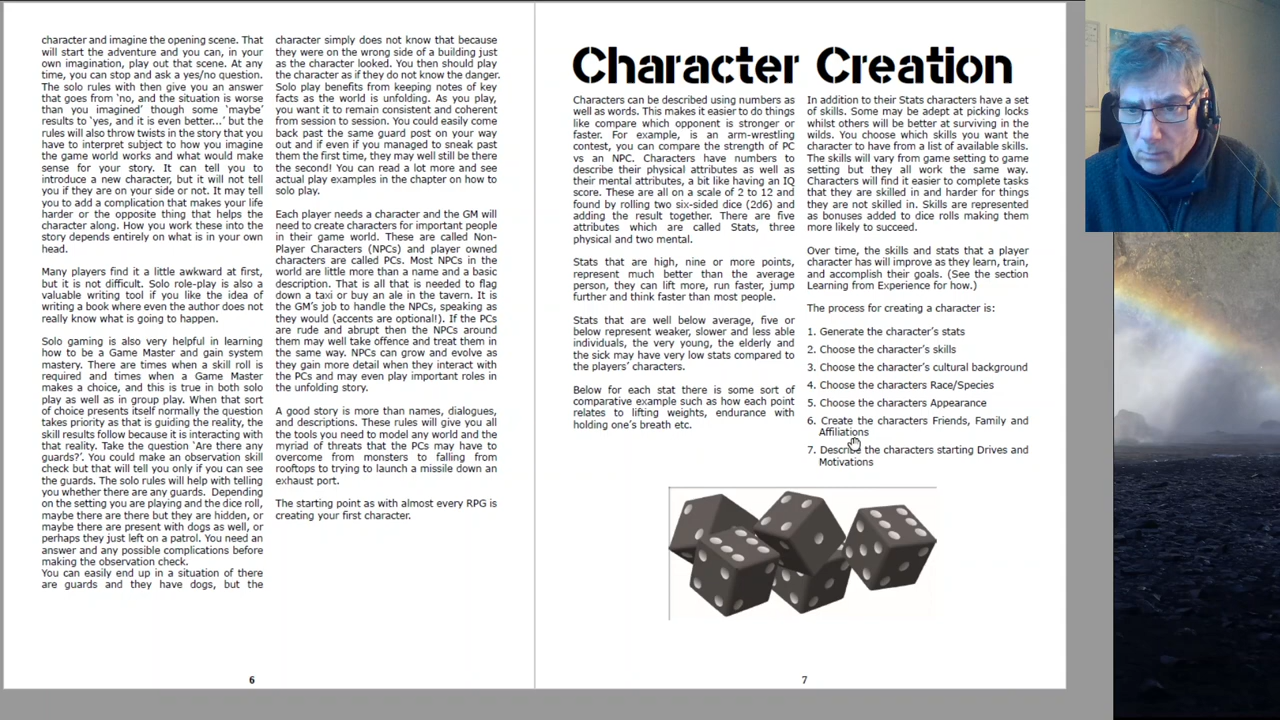 character and imagine the opening scene. That
will start the adventure and you can, in your
own imagination, play out that scene. At any
time, you can stop and ask a yes/no question.
The solo rules with then give you an answer
that goes from 'no, and the situation is worse
than you imagined' though some 'maybe'
results to 'yes, and it is even better...' but the
rules will also throw twists in the story that you
have to interpret subject to how you imagine
the game world works and what would make
sense for your story. It can tell you to
introduce a new character, but it will not tell
you if they are on your side or not. It may tell
you to add a complication that makes your life
harder or the opposite thing that helps the
character along. How you work these into the
story depends entirely on what is in your own
head.
Many players find it a little awkward at first,
but it is not difficult. Solo role-play is also a
valuable writing tool if you like the idea of
writing a book where even the author does not
really know what is going to happen.
Solo gaming is also very helpful in learning
how to be a Game Master and gain system
mastery. There are times when a skill roll is
required and times when a Game Master
makes a choice, and this is true in both solo
play as well as in group play. When that sort
of choice presents itself normally the question
takes priority as that is guiding the reality, the
skill results follow because it is interacting with
that reality. Take the question 'Are there any
guards?'. You could make an observation skill
check but that will tell you only if you can see
the guards. The solo rules will help with telling
you whether there are any guards. Depending
on the setting you are playing and the dice roll,
maybe there are there but they are hidden, or
maybe there are present with dogs as well, or
perhaps they just left on a patrol. You need an
answer and any possible complications before
making the observation check.
You can easily end up in a situation of there
are guards and they have dogs, but the
character simply does not know that because
they were on the wrong side of a building just
as the character looked. You then should play
the character as if they do not know the danger.
Solo play benefits from keeping notes of key
facts as the world is unfolding. As you play,
you want it to remain consistent and coherent
from session to session. You could easily come
back past the same guard post on your way
out and if even if you managed to sneak past
them the first time, they may well still be there
the second! You can read a lot more and see
actual play examples in the chapter on how to
solo play.
Each player needs a character and the GM will
need to create characters for important people
in their game world. These are called Non-
Player Characters (NPCs) and player owned
characters are called PCs. Most NPCs in the
world are little more than a name and a basic
description. That is all that is needed to flag
down a taxi or buy an ale in the tavern. It is
the GM's job to handle the NPCs, speaking as
they would (accents are optional!). If the PCs
are rude and abrupt then the NPCs around
them may well take offence and treat them in
the same way. NPCs can grow and evolve as
they gain more detail when they interact with
the PCs and may even play important roles in
the unfolding story.
A good story is more than names, dialogues,
and descriptions. These rules will give you all
the tools you need to model any world and the
myriad of threats that the PCs may have to
overcome from monsters to falling from
rooftops to trying to launch a missile down an
exhaust port.
The starting point as with almost every RPG is
creating your first character.
6
Character Creation
Characters can be described using numbers as
well as words. This makes it easier to do things
like compare which opponent is stronger or
faster. For example, is an arm-wrestling
contest, you can compare the strength of PC
vs an NPC. Characters have numbers to
describe their physical attributes as well as
their mental attributes, a bit like having an IQ
score. These are all on a scale of 2 to 12 and
found by rolling two six-sided dice (2d6) and
adding the result together. There are five
attributes which are called Stats, three
physical and two mental.
Stats that are high, nine or more points,
represent much better than the average
person, they can lift more, run faster, jump
further and think faster than most people.
Stats that are well below average, five or
below represent weaker, slower and less able
individuals, the very young, the elderly and
the sick may have very low stats compared to
the players' characters.
Below for each stat there is some sort of
comparative example such as how each point
relates to lifting weights, endurance with
holding one's breath etc.
In addition to their Stats characters have a set
of skills. Some may be adept at picking locks
whilst others will be better at surviving in the
wilds. You choose which skills you want the
character to have from a list of available skills.
The skills will vary from game setting to game
setting but they all work the same way.
Characters will find it easier to complete tasks
that they are skilled in and harder for things
they are not skilled in. Skills are represented
as bonuses added to dice rolls making them
more likely to succeed.
Over time, the skills and stats that a player
character has will improve as they learn, train,
and accomplish their goals. (See the section
Learning from Experience for how.)
The process for creating a character is:
1. Generate the character's stats
2. Choose the character's skills
3. Choose the character's cultural background
4. Choose the characters Race/Species
5. Choose the characters Appearance
6. Create the characters Friends, Family and
Affiliations
7. Describe the characters starting Drives and
Motivations
7